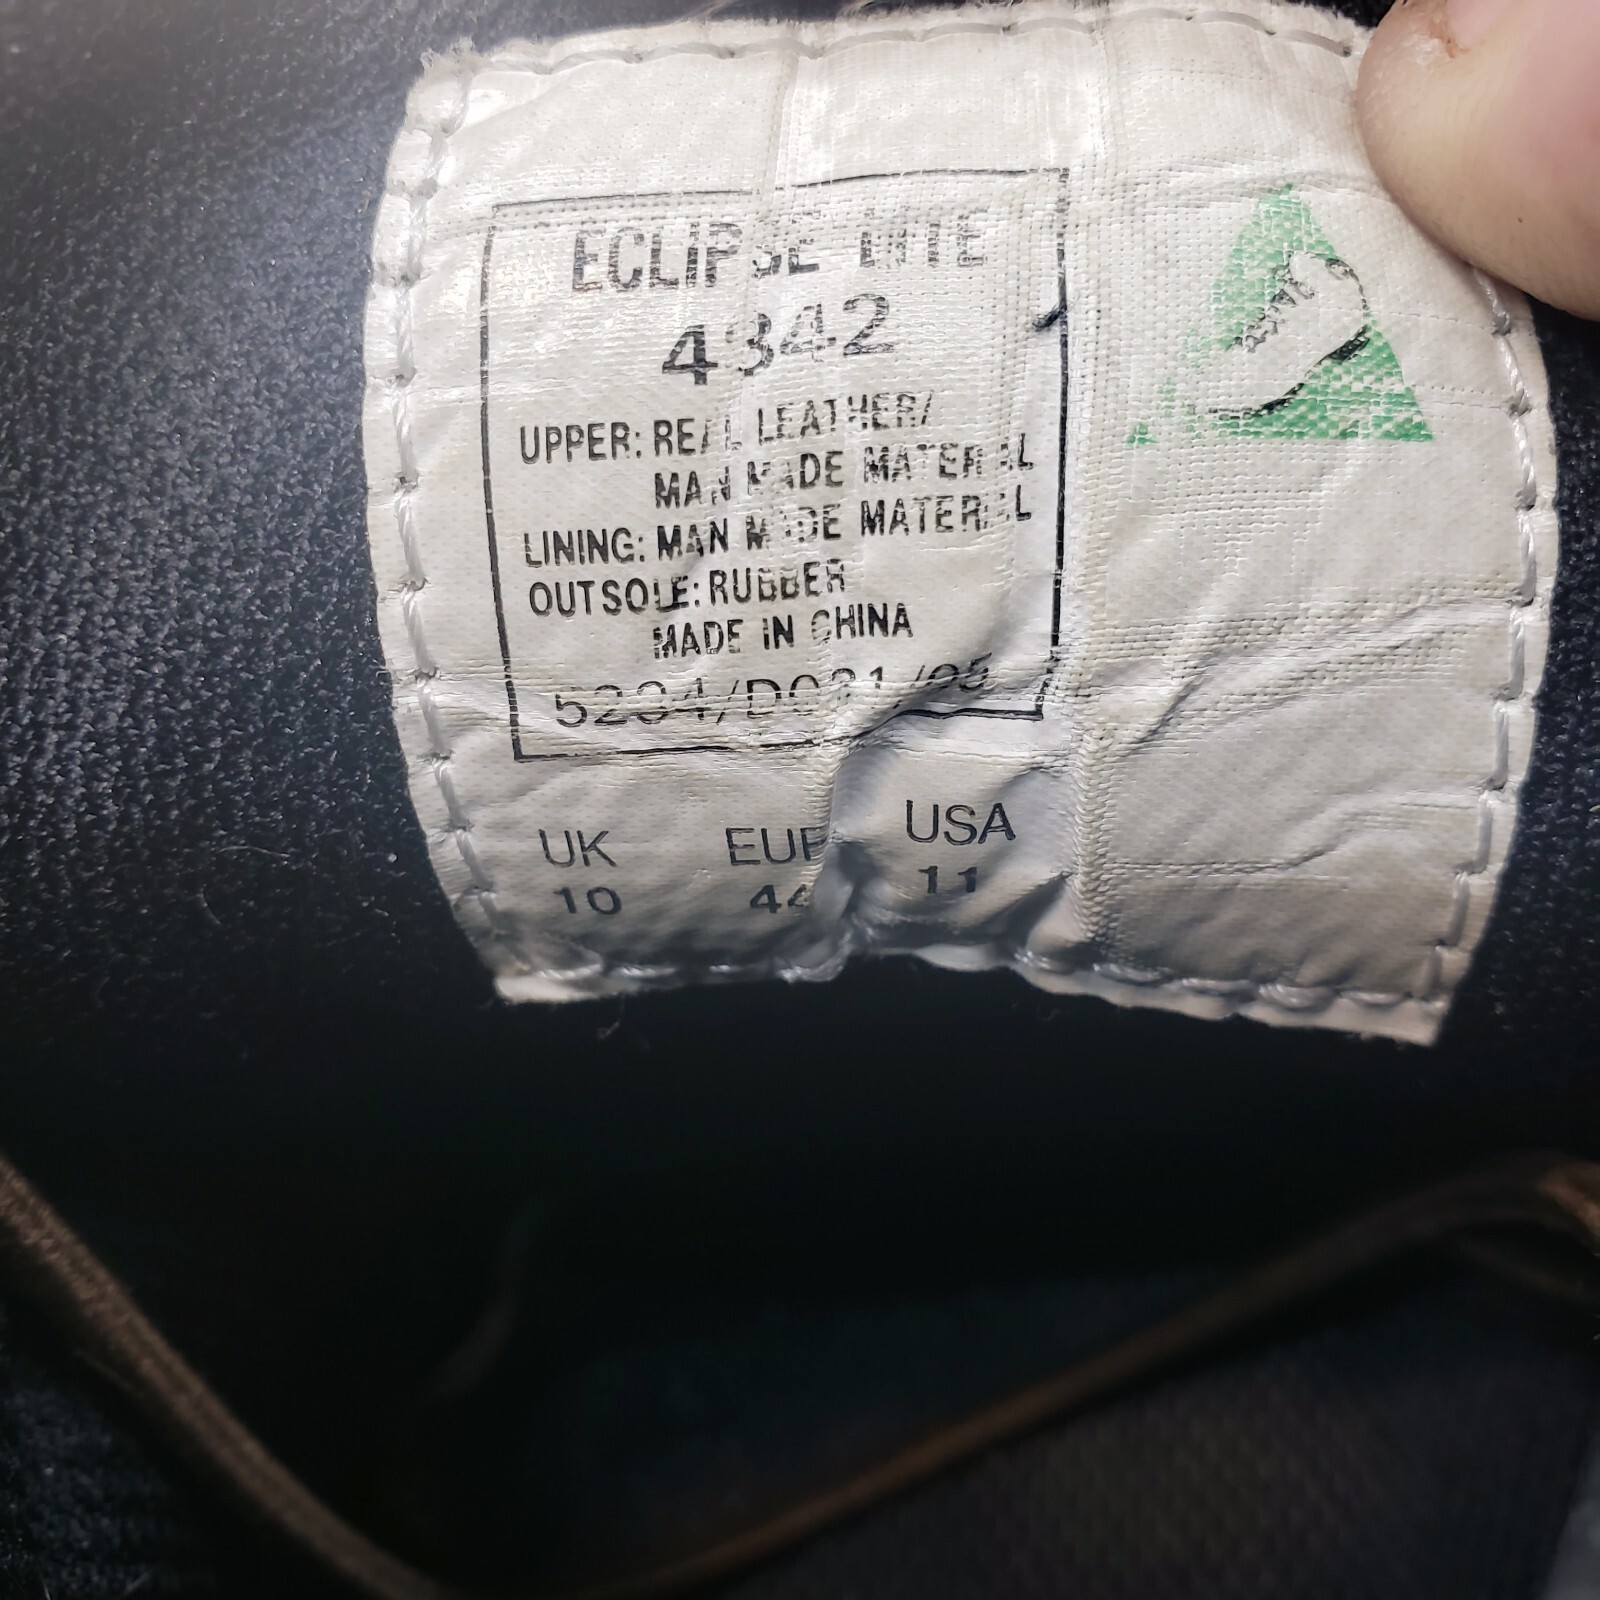 ECLIPSE LITE
4342
UPPER: REAL LEATHER/
MAN MADE MATERIAL
LINING: MAN MADE MATERIAL
OUTSOLE: RUBBER
MADE IN CHINA
UK EUR USA
10 44 11